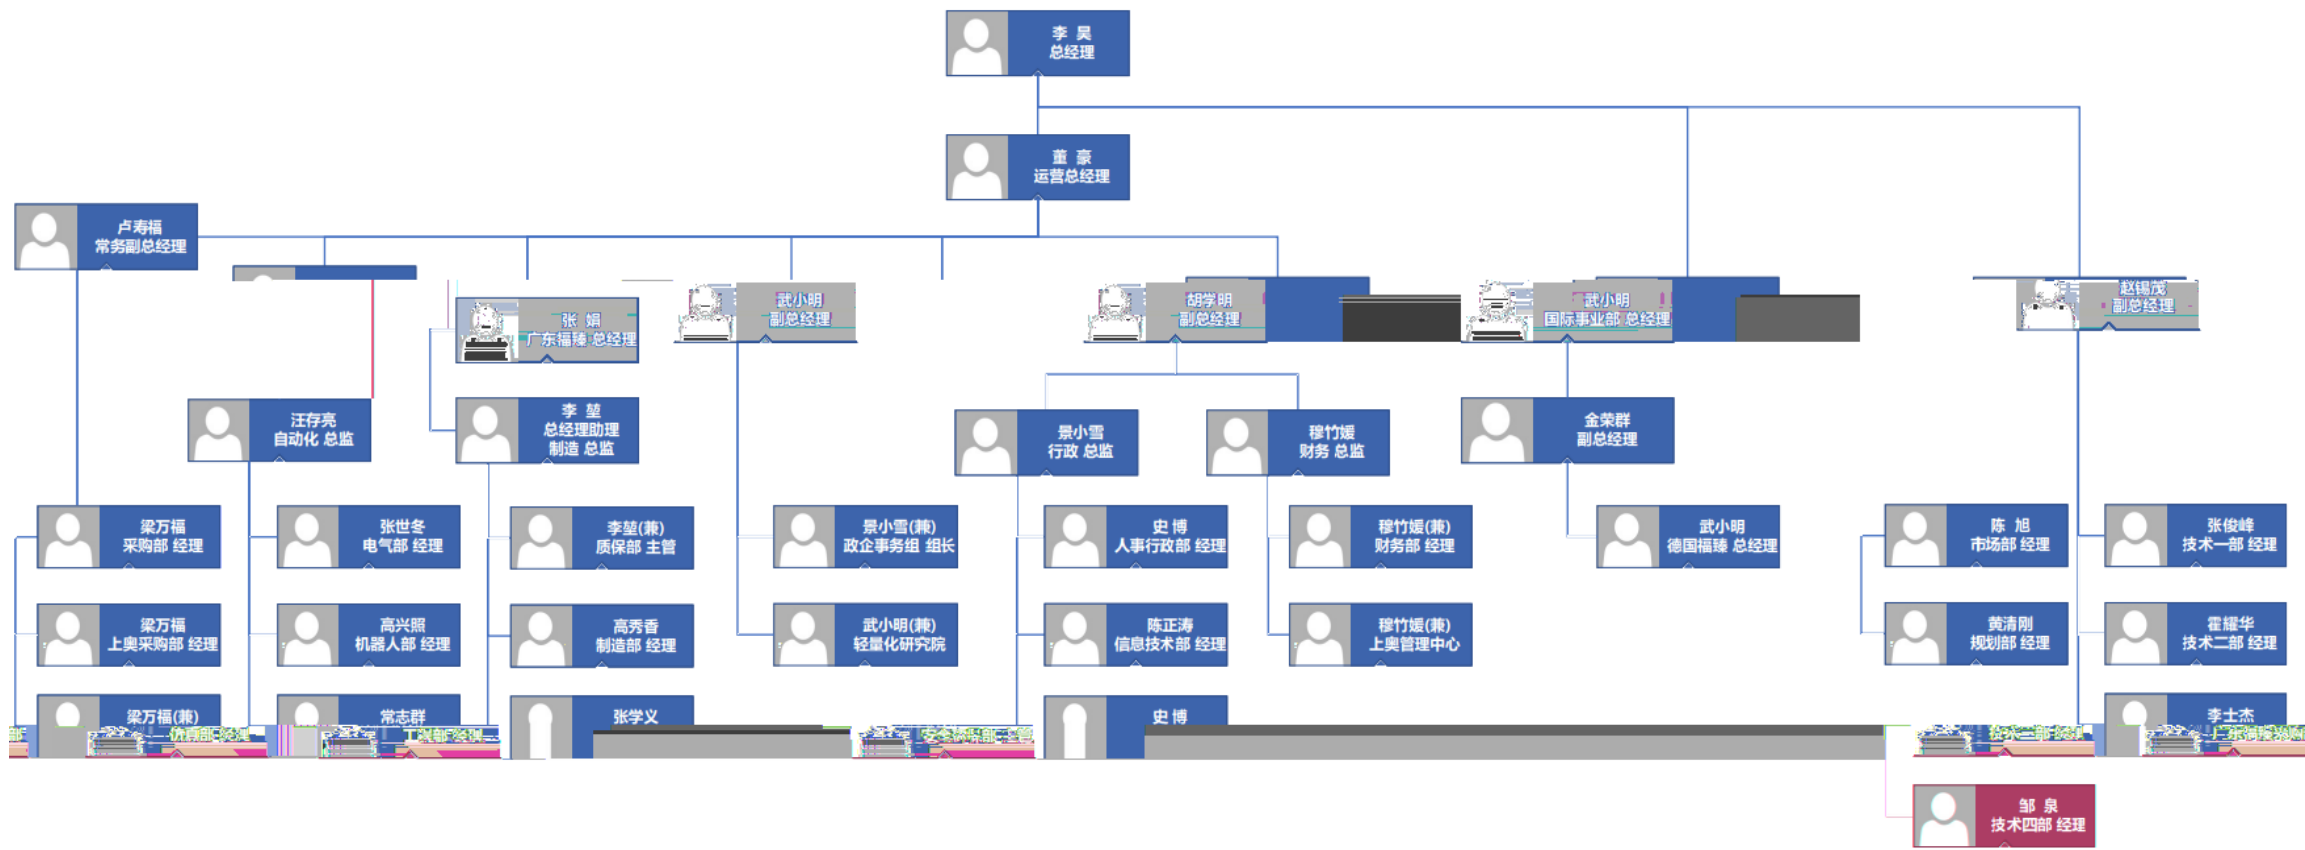 李 昊
总经理
董 豪
运营总经理
卢寿福
常务副总经理
张 娟
广东福臻 总经理
武小明
副总经理
胡学明
副总经理
武小明
国际事业部 总经理
赵锡茂
副总经理
汪存亮
自动化 总监
李 堃
总经理助理
制造 总监
景小雪
行政 总监
穆竹媛
财务 总监
金荣群
副总经理
梁万福
采购部 经理
张世冬
电气部 经理
李堃(兼)
质保部 主管
景小雪(兼)
政企事务组 组长
史 博
人事行政部 经理
穆竹媛(兼)
财务部 经理
武小明
德国福臻 总经理
陈 旭
市场部 经理
张俊峰
技术一部 经理
梁万福
上奥采购部 经理
高兴照
机器人部 经理
高秀香
制造部 经理
武小明(兼)
轻量化研究院
陈正涛
信息技术部 经理
穆竹媛(兼)
上奥管理中心
黄清刚
规划部 经理
霍耀华
技术二部 经理
梁万福(兼)
常志群
张学义
史 博
李士杰
仿真部 经理
邹 泉
技术四部 经理